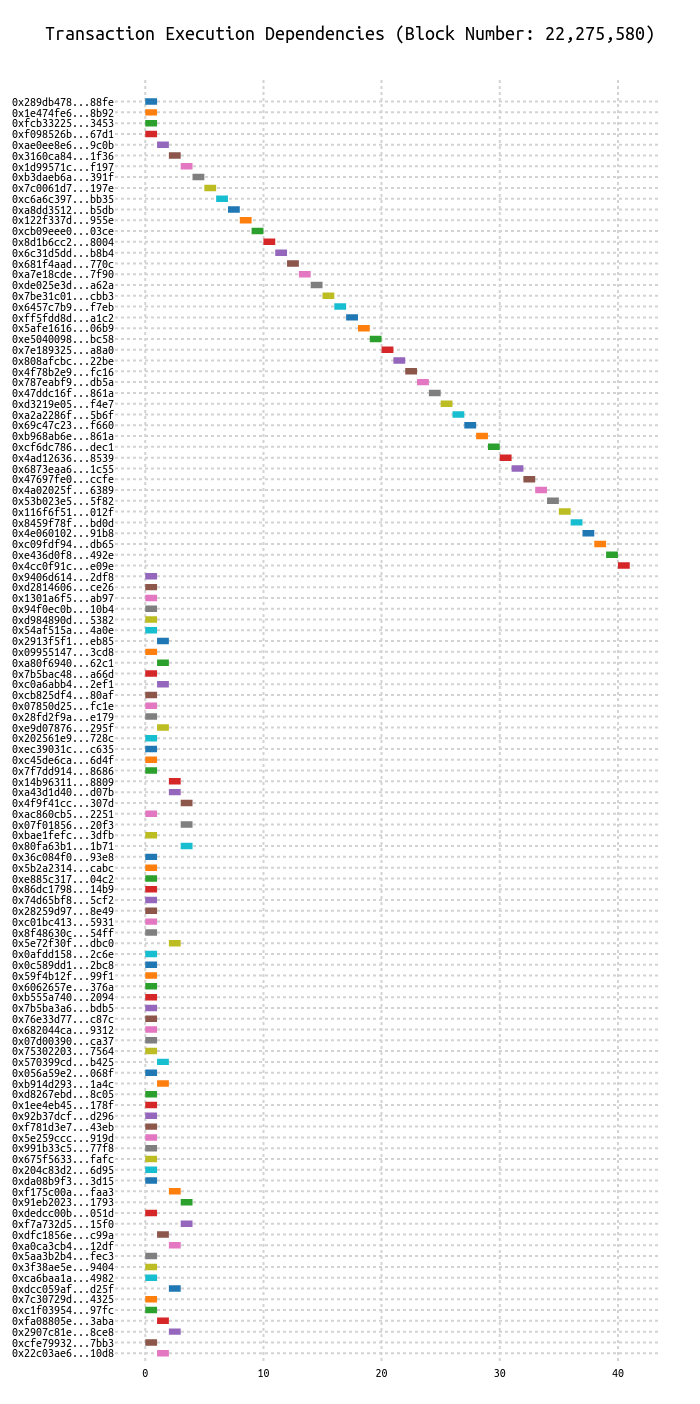 Transaction Execution Dependencies (Block Number: 22,275,580)
0x289db478...88fe
0x1e474fe6...8b92
0xfcb33225...3453
0xf098526b...67d1
0xae0ee8e6...9c0b
0x3160ca84...1f36
0x1d99571c...f197
0xb3daeb6a...391f
0x7c0061d7...197e
0xc6a6c397...bb35
0xa8dd3512...b5db
0x122f337d...955e
0xcb09eee0...03ce
0x8d1b6cc2...8004
0x6c31d5dd...b8b4
0x681f4aad...770c
0xa7e18cde...7f90
0xde025e3d...a62a
0x7be31c01...cbb3
0x6457c7b9...f7eb
0xff5fdd8d...a1c2
0x5afe1616...06b9
0xe5040098...bc58
0x7e189325...a8a0
0x808afcbc...22be
0x4f78b2e9...fc16
0x787eabf9...db5a
0x47ddc16f...861a
0xd3219e05...f4e7
0xa2a2286f...5b6f
0x69c47c23...f660
0xb968ab6e...861a
0xcf6dc786...dec1
0x4ad12636...8539
0x6873eaa6...1c55
0x47697fe0...ccfe
0x4a02025f...6389
0x53b023e5...5f82
0x116f6f51...012f
0x8459f78f...bd0d
0x4e060102...91b8
0xc09fdf94...db65
0xe436d0f8...492e
0x4cc0f91c...e09e
0x9406d614...2df8
0xd2814606...ce26
0x1301a6f5...ab97
0x94f0ec0b...10b4
0xd984890d...5382
0x54af515a...4a0e
0x2913f5f1...eb85
0x09955147...3cd8
0xa80f6940...62c1
0x7b5bac48...a66d
0xc0a6abb4...2ef1
0xcb825df4...80af
0x07850d25...fc1e
0x28fd2f9a...e179
0xe9d07876...295f
0x202561e9...728c
0xec39031c...c635
0xc45de6ca...6d4f
0x7f7dd914...8686
0x14b96311...8809
0xa43d1d40...d07b
0x4f9f41cc...307d
0xac860cb5...2251
0x07f01856...20f3
0xbae1fefc...3dfb
0x80fa63b1...1b71
0x36c084f0...93e8
0x5b2a2314...cabc
0xe885c317...04c2
0x86dc1798...14b9
0x74d65bf8...5cf2
0x28259d97...8e49
0xc01bc413...5931
0x8f48630c...54ff
0x5e72f30f...dbc0
0x0afdd158...2c6e
0x0c589dd1...2bc8
0x59f4b12f...99f1
0x6062657e...376a
0xb555a740...2094
0x7b5ba3a6...bdb5
0x76e33d77...c87c
0x682044ca...9312
0x07d00390...ca37
0x75302203...7564
0x570399cd...b425
0x056a59e2...068f
0xb914d293...1a4c
0xd8267ebd...8c05
0x1ee4eb45...178f
0x92b37dcf...d296
0xf781d3e7...43eb
0x5e259ccc...919d
0x991b33c5...77f8
0x675f5633...fafc
0x204c83d2...6d95
0xda08b9f3...3d15
0xf175c00a...faa3
0x91eb2023...1793
0xdedcc00b...051d
0xf7a732d5...15f0
0xdfc1856e...c99a
0xa0ca3cb4...12df
0x5aa3b2b4...fec3
0x3f38ae5e...9404
0xca6baa1a...4982
0xdcc059af...d25f
0x7c30729d...4325
0xc1f03954...97fc
0xfa08805e...3aba
0x2907c81e...8ce8
0xcfe79932...7bb3
0x22c03ae6...10d8
0 10 20 30 40